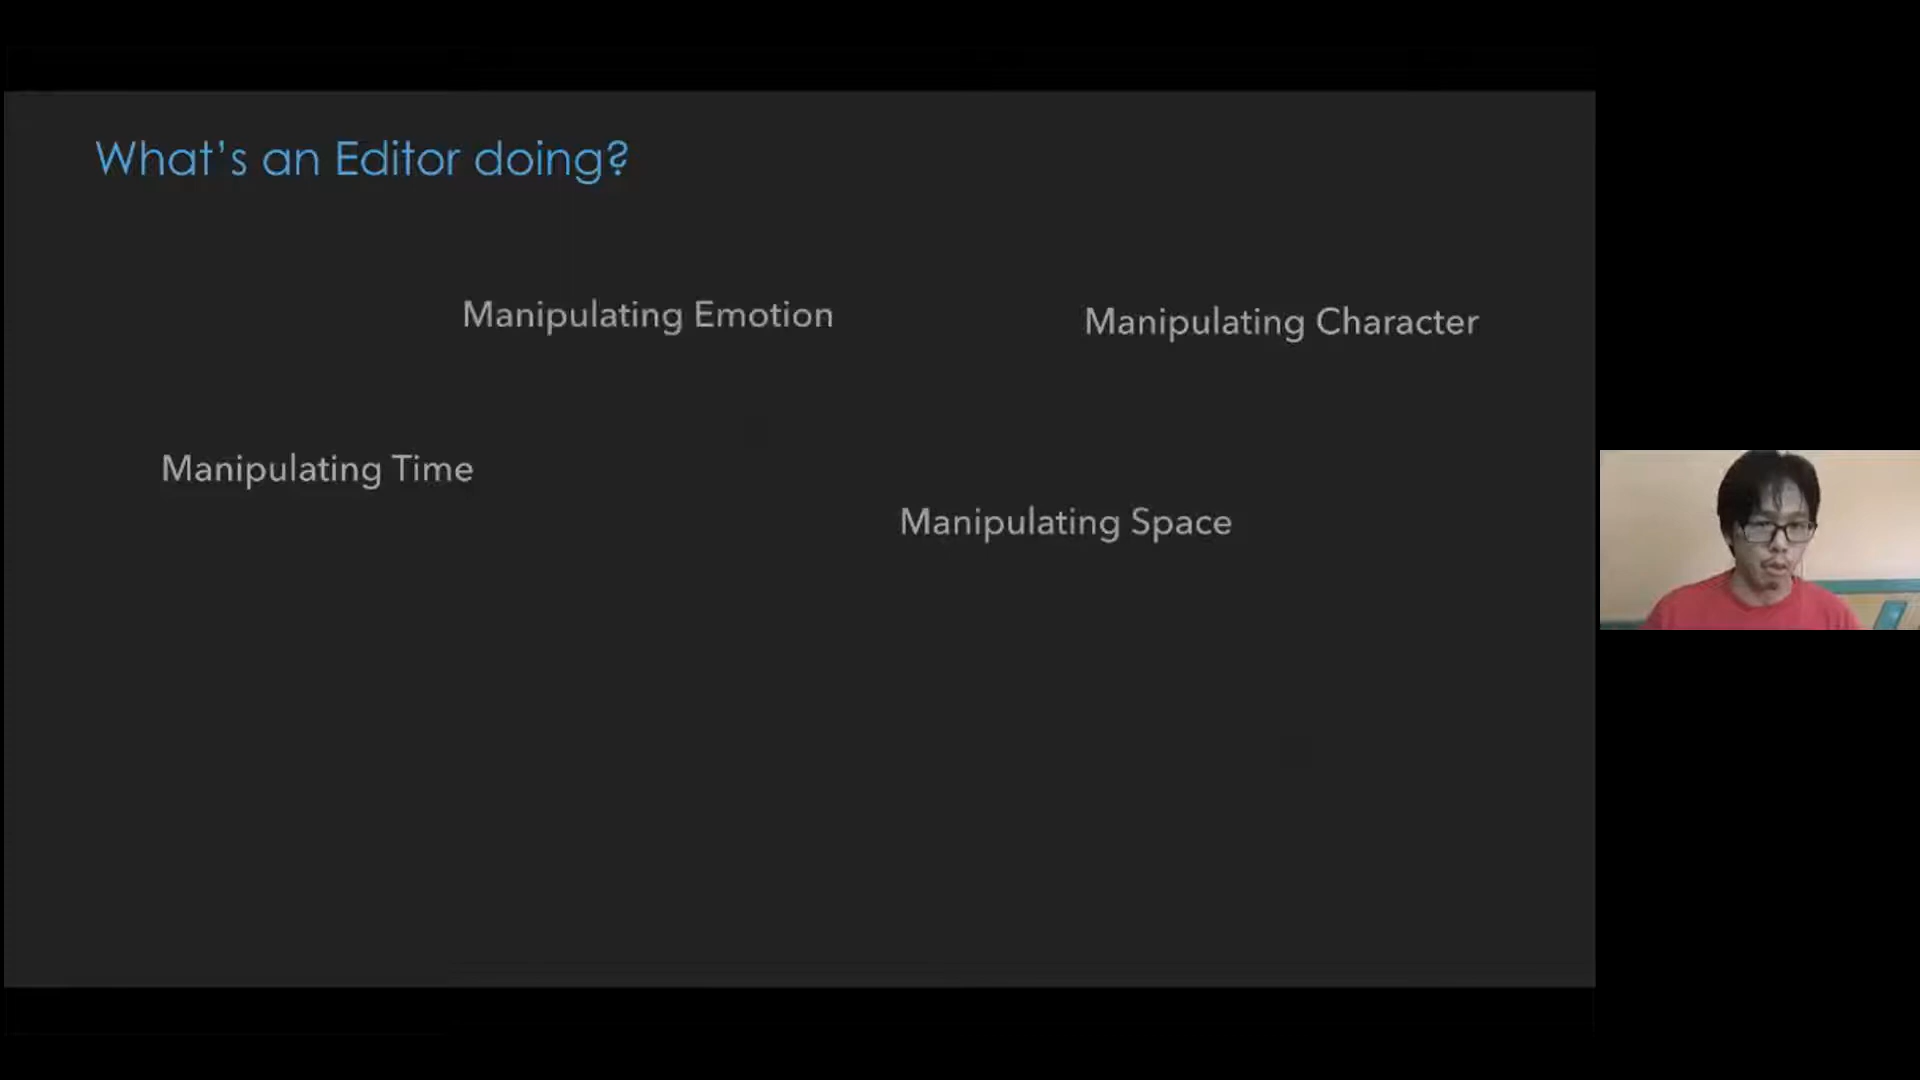 What's an Editor doing?
Manipulating Emotion
Manipulating Character
Manipulating Time
Manipulating Space